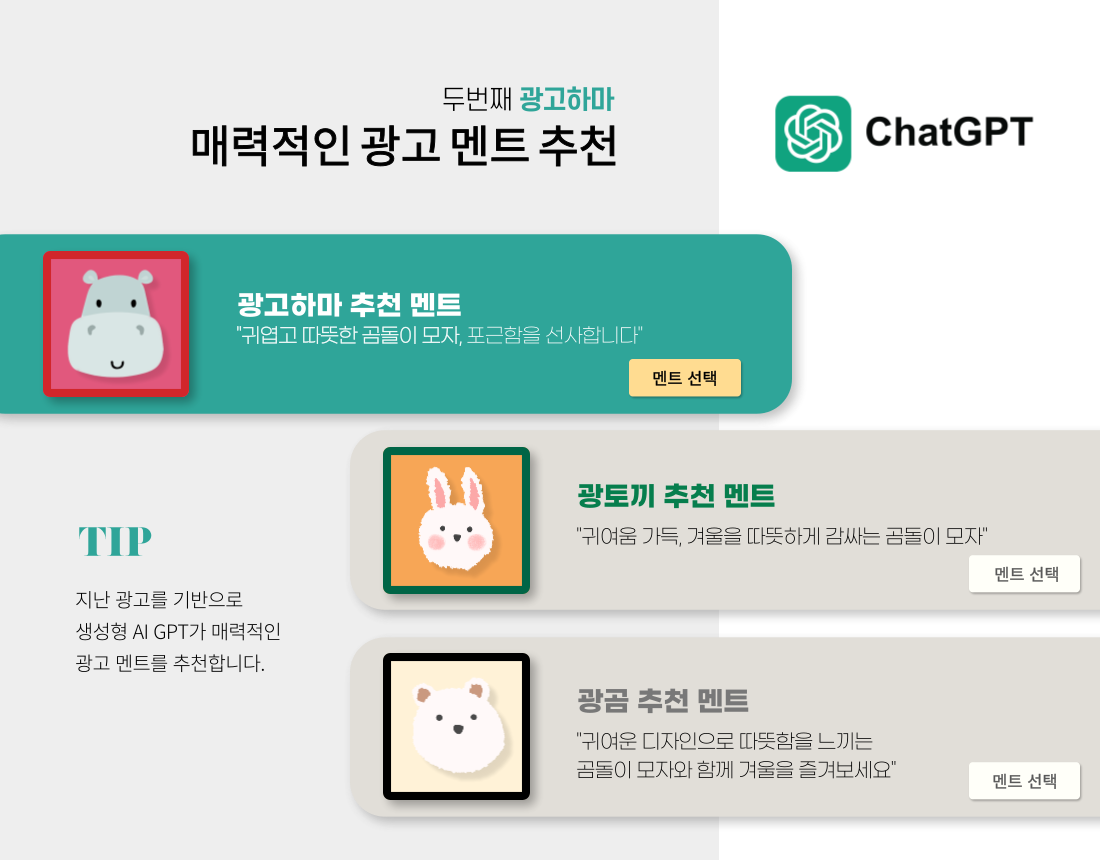 두번째 광고하마
매력적인 광고 멘트 추천
ChatGPT
광고하마 추천 멘트
"귀엽고 따뜻한 곰돌이 모자, 포근함을 선사합니다"
멘트 선택
광토끼 추천 멘트
"귀여움 가득, 겨울을 따뜻하게 감싸는 곰돌이 모자"
멘트 선택
TIP
지난 광고를 기반으로
생성형 AI GPT가 매력적인
광고 멘트를 추천합니다.
광곰 추천 멘트
"귀여운 디자인으로 따뜻함을 느끼는
곰돌이 모자와 함께 겨울을 즐겨보세요"
멘트 선택